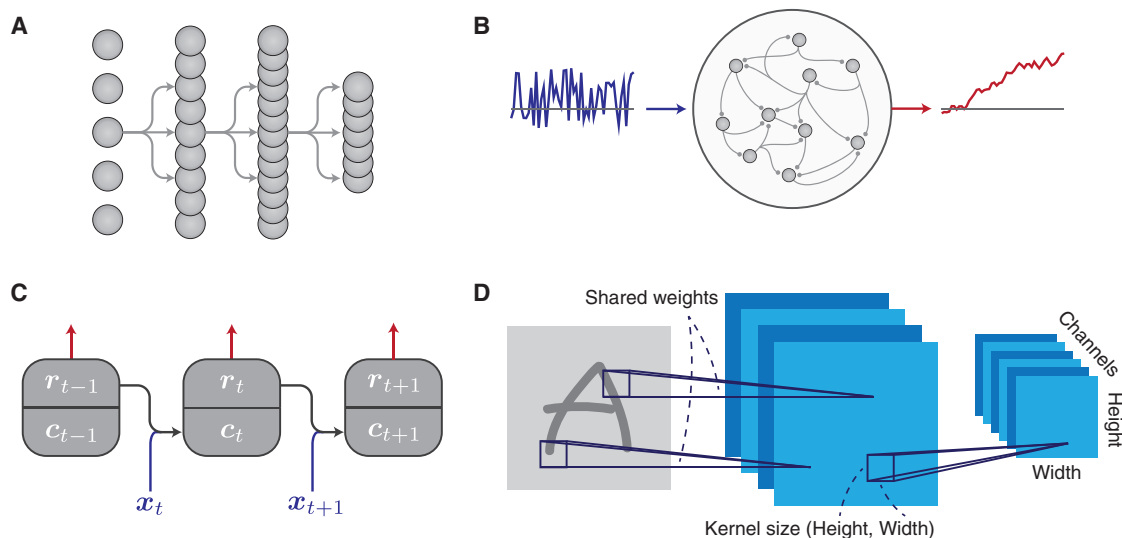 A
B
C
r_{t−1}
c_{t−1}
r_t
c_t
r_{t+1}
c_{t+1}
x_t
x_{t+1}
D
Shared weights
Channels
Height
Width
Kernel size (Height, Width)